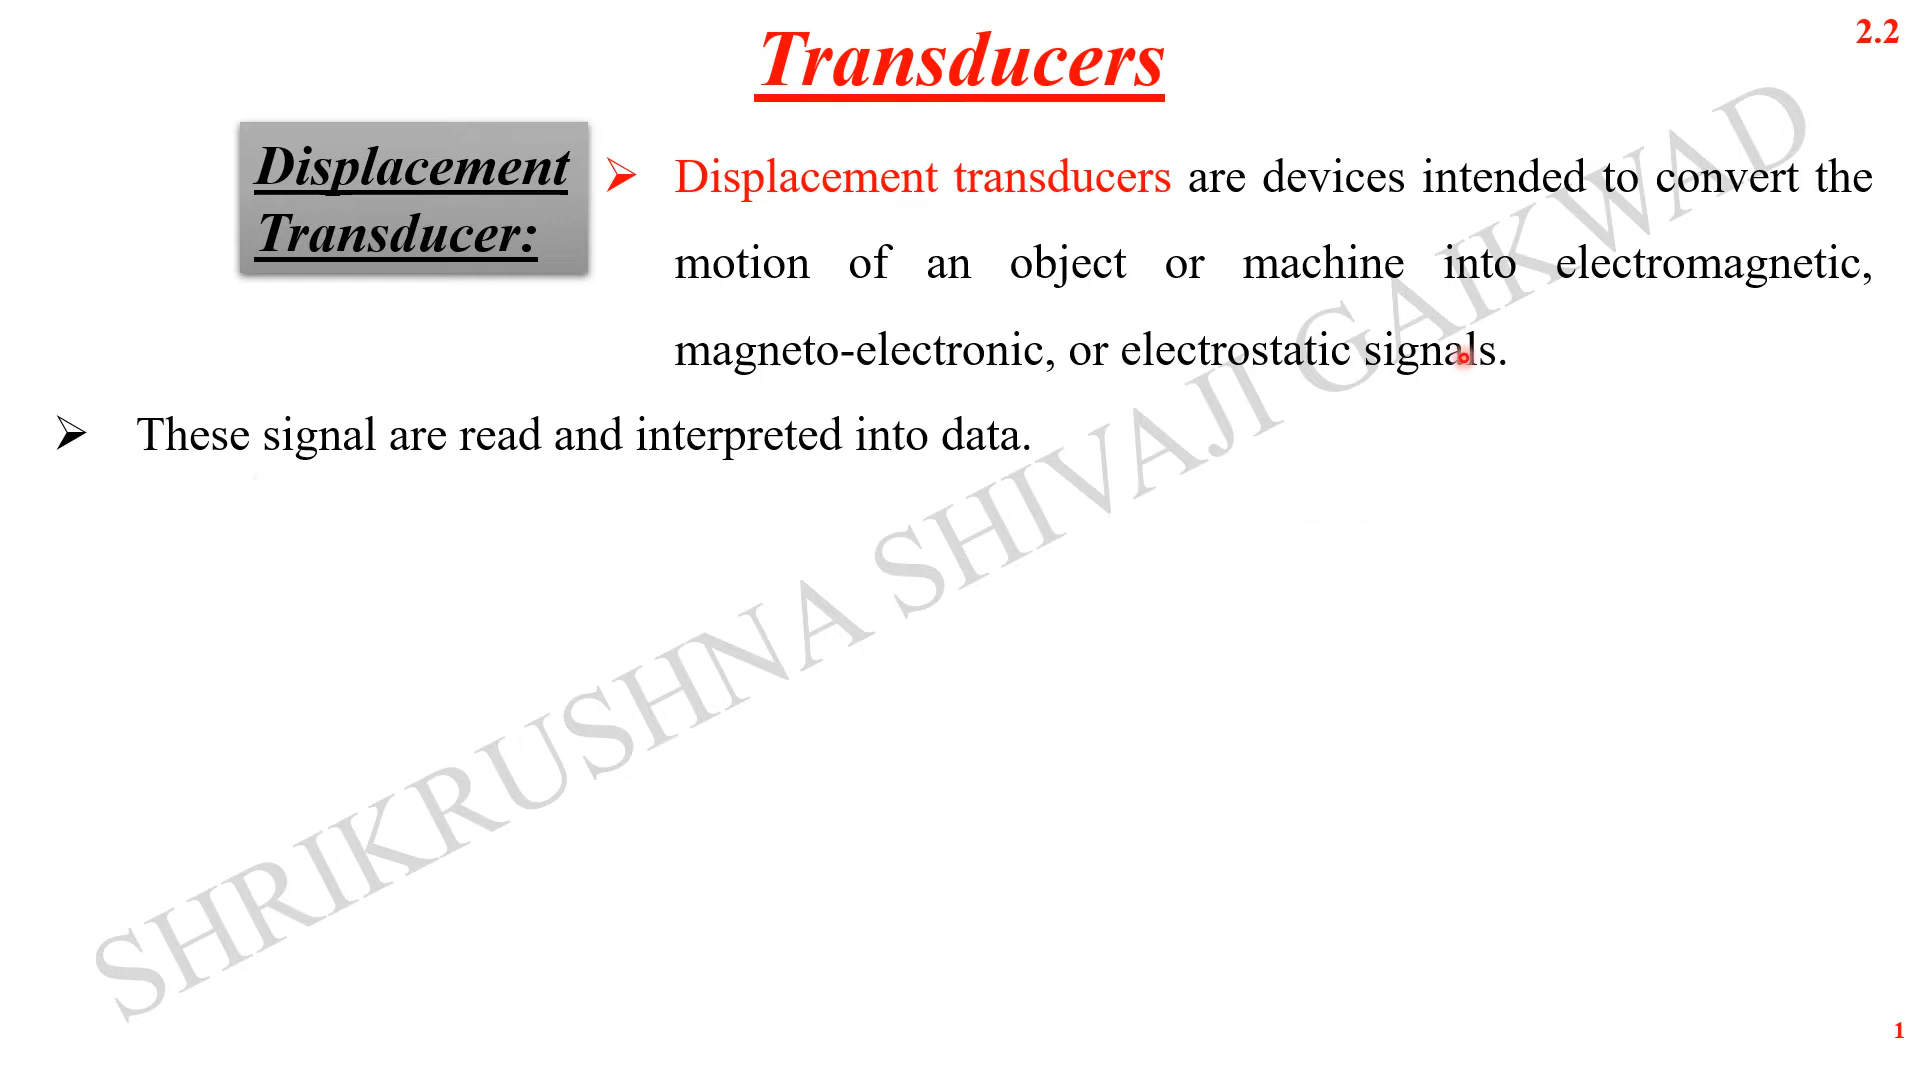 Transducers
2.2
Displacement
Transducer:
➢ Displacement transducers are devices intended to convert the
motion of an object or machine into electromagnetic,
magneto-electronic, or electrostatic signals.
➢ These signal are read and interpreted into data.
SHRIKRUSHNA SHIVAJI GAIKWAD
1